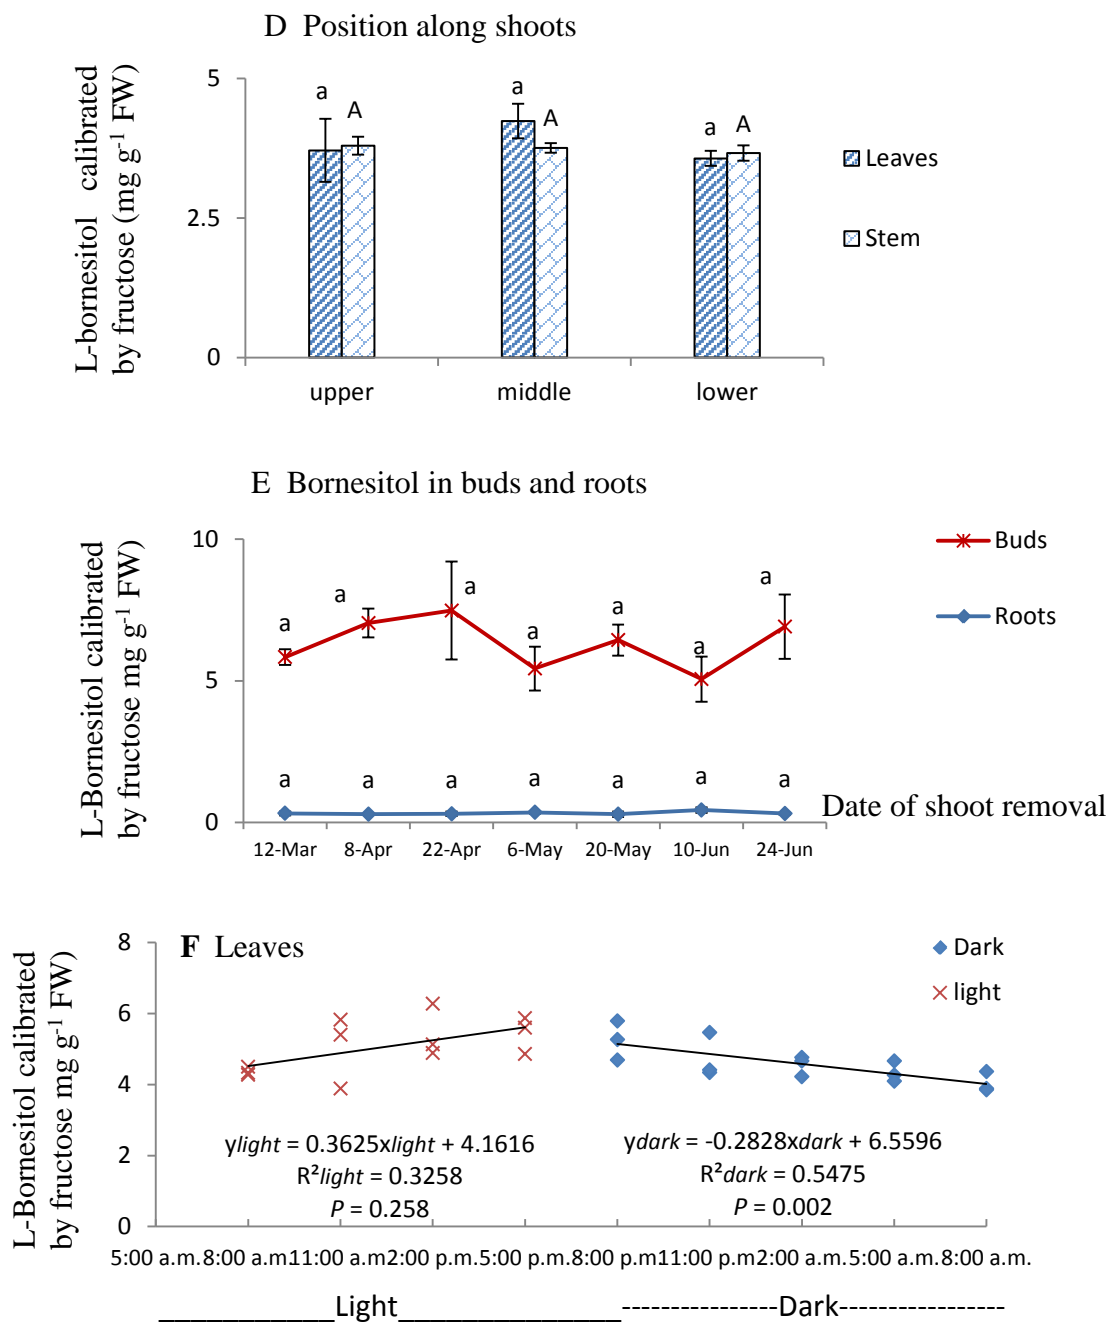 D Position along shoots
L-bornesitol calibrated
by fructose (mg g⁻¹ FW)
5
2.5
0
a
A
a
A
a
A
upper
middle
lower
Leaves
Stem
E Bornesitol in buds and roots
L-Bornesitol calibrated
by fructose mg g⁻¹ FW)
10
5
0
a
a
a
a
a
a
a
a
a
a
a
a
a
a
Buds
Roots
Date of shoot removal
12-Mar
8-Apr
22-Apr
6-May
20-May
10-Jun
24-Jun
F Leaves
L-Bornesitol calibrated
by fructose mg g⁻¹ FW)
8
6
4
2
0
Dark
light
ylight = 0.3625xlight + 4.1616
R²light = 0.3258
P = 0.258
ydark = -0.2828xdark + 6.5596
R²dark = 0.5475
P = 0.002
5:00 a.m. 8:00 a.m. 11:00 a.m. 2:00 p.m. 5:00 p.m. 8:00 p.m. 11:00 p.m. 2:00 a.m. 5:00 a.m. 8:00 a.m.
____________Light_______________ ----------------Dark-----------------